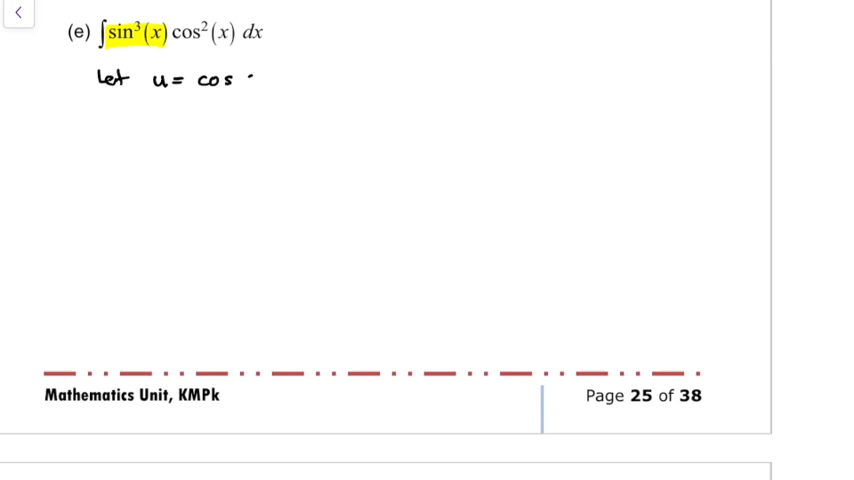 (e) ∫sin³(x)cos²(x) dx
Let u = cos
Mathematics Unit, KMPk
Page 25 of 38